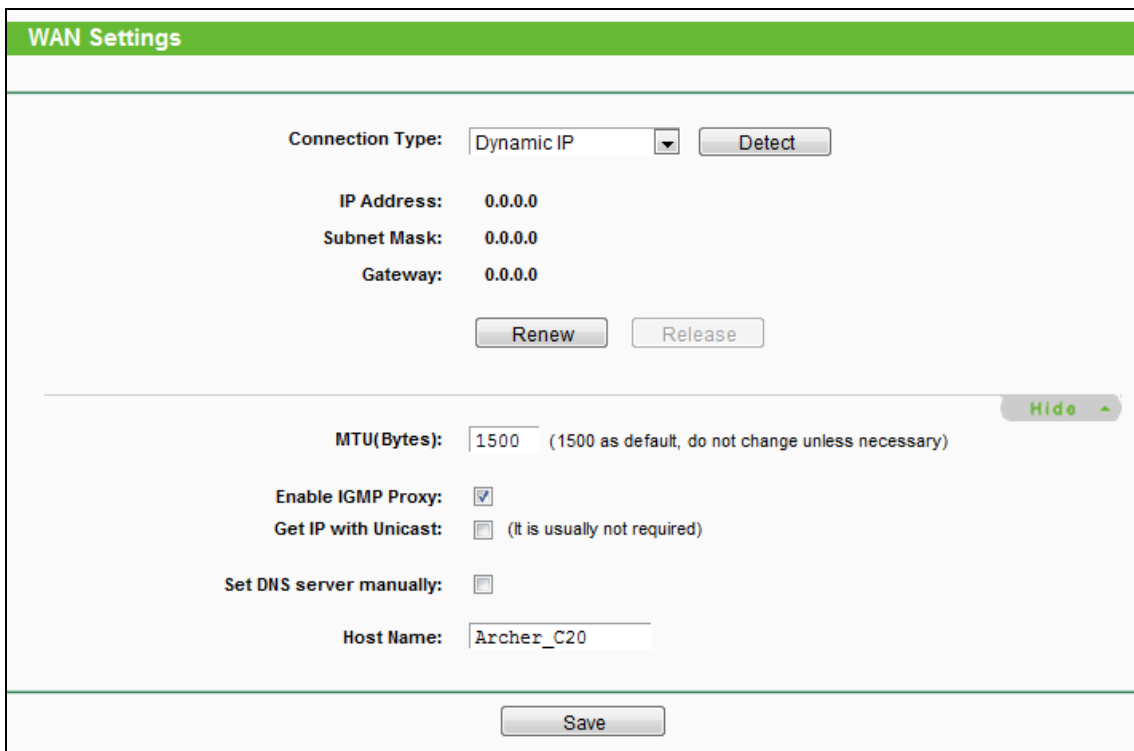 WAN Settings
Connection Type: Dynamic IP Detect
IP Address: 0.0.0.0
Subnet Mask: 0.0.0.0
Gateway: 0.0.0.0
Renew Release
Hide
MTU(Bytes): 1500 (1500 as default, do not change unless necessary)
Enable IGMP Proxy:
Get IP with Unicast: (It is usually not required)
Set DNS server manually:
Host Name: Archer_C20
Save